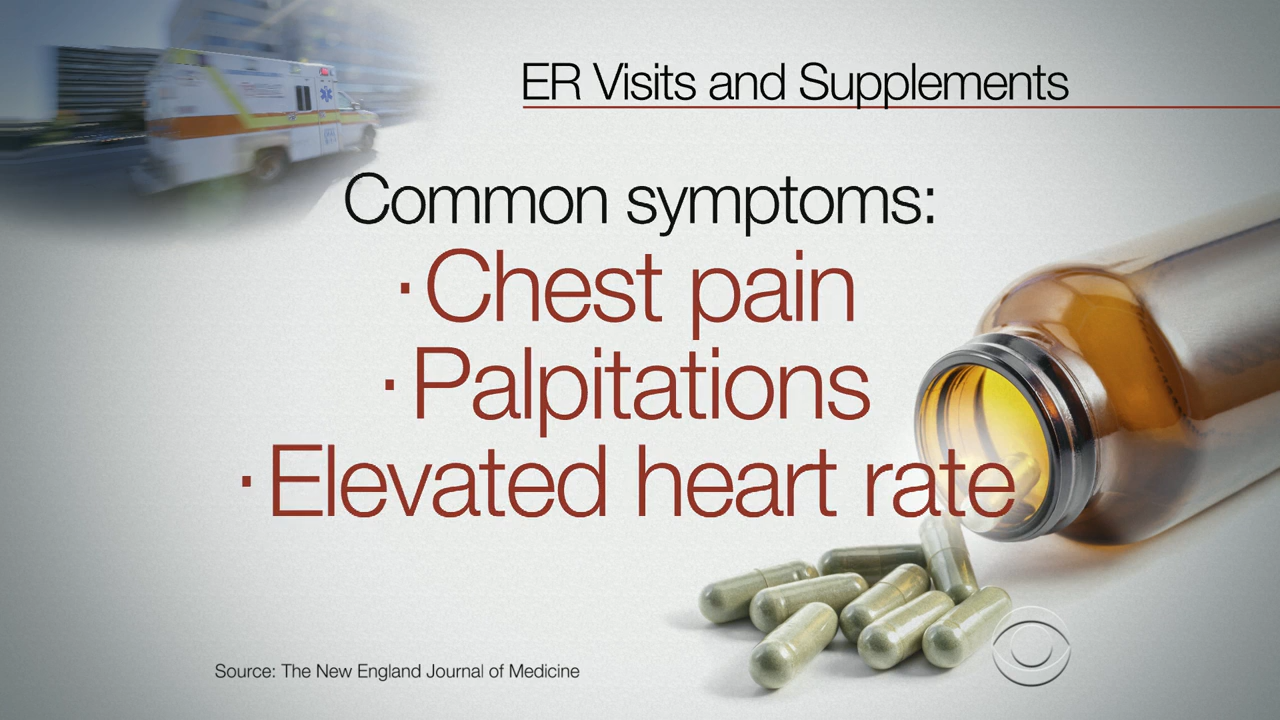 ER Visits and Supplements
Common symptoms:
·Chest pain
·Palpitations
·Elevated heart rate
Source: The New England Journal of Medicine